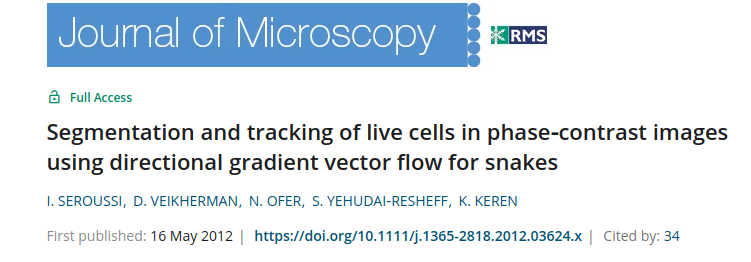 Journal of Microscopy
RMS
Full Access
Segmentation and tracking of live cells in phase-contrast images
using directional gradient vector flow for snakes
I. SEROUSSI, D. VEIKHERMAN, N. OFER, S. YEHUDAI-RESHEFF, K. KEREN
First published: 16 May 2012 | https://doi.org/10.1111/j.1365-2818.2012.03624.x | Cited by: 34